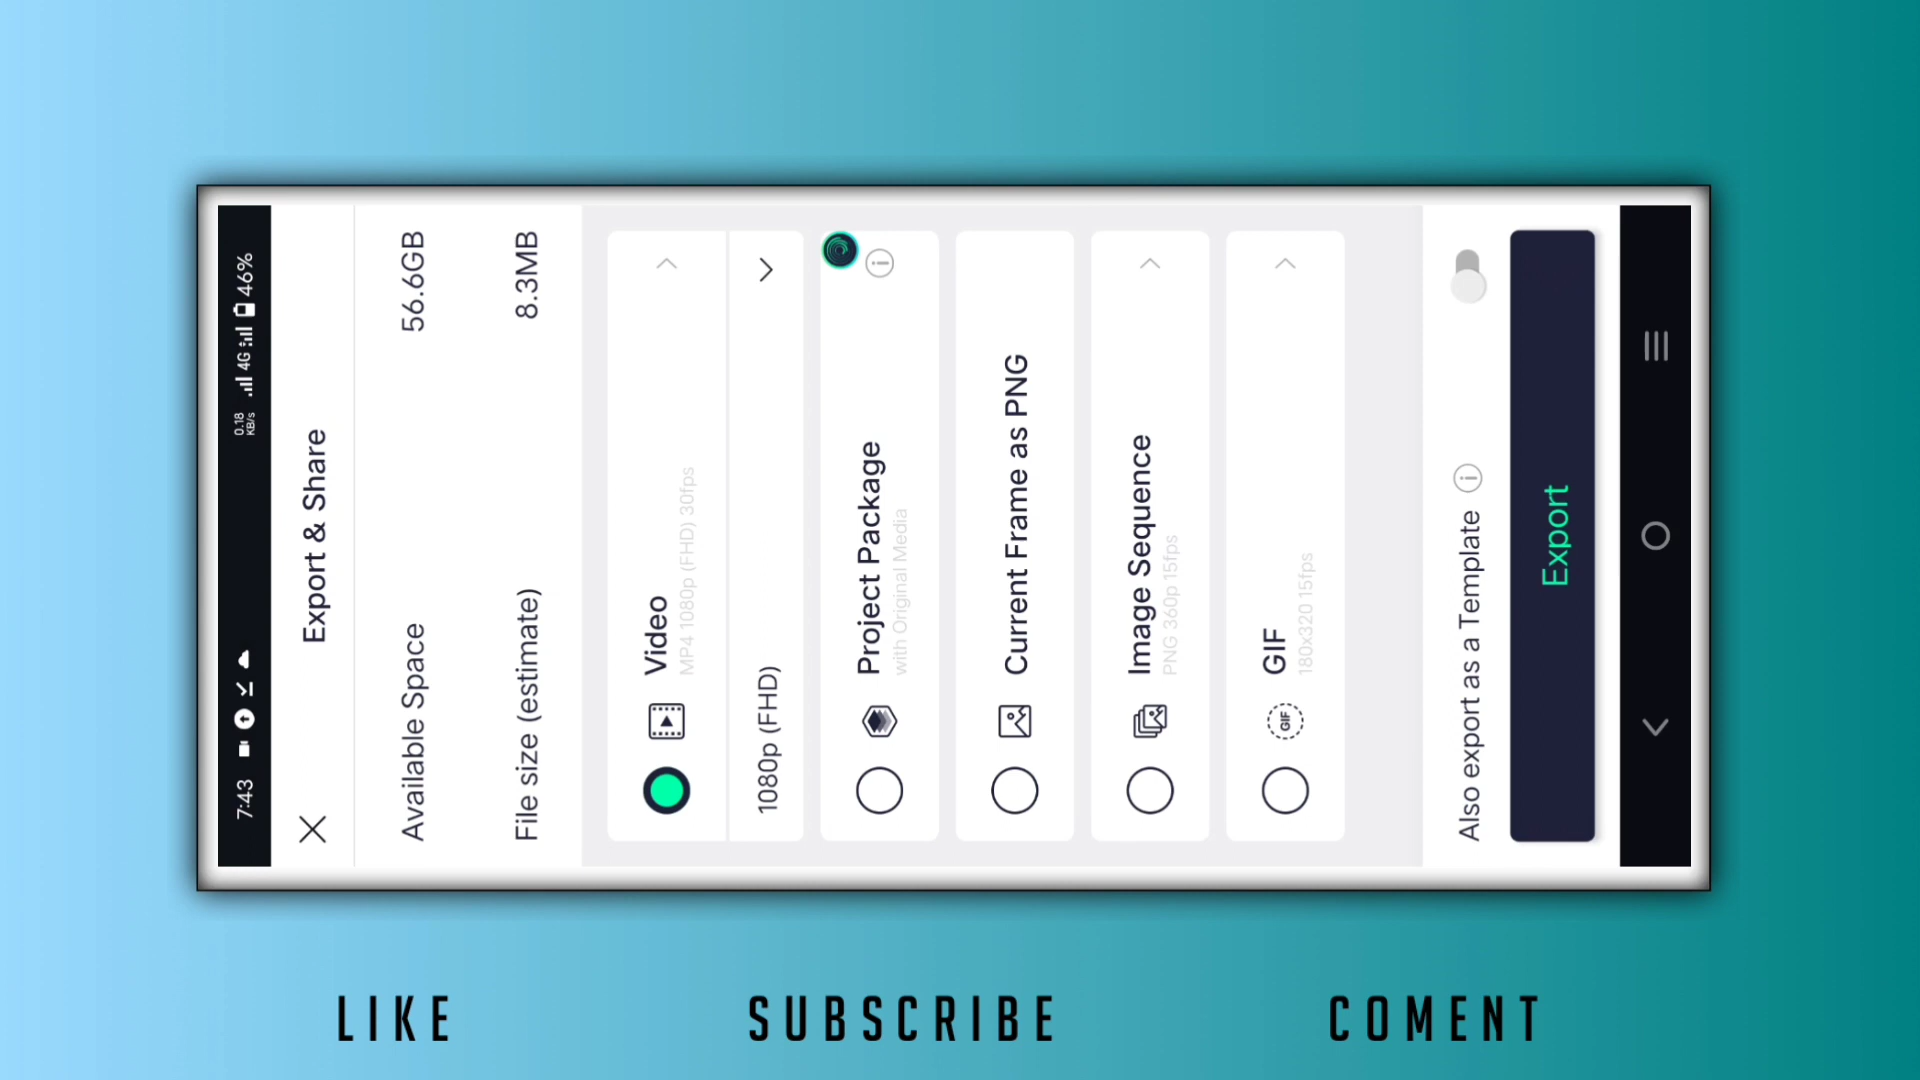 7:43
0.18 KB/s
4G
46%
Export & Share
Available Space 56.6GB
File size (estimate) 8.3MB
Video
MP4 1080p (FHD) 30fps
1080p (FHD)
Project Package
with Original Media
Current Frame as PNG
Image Sequence
PNG 360p 15fps
GIF
GIF
180x320 15fps
Also export as a Template
Export
LIKE SUBSCRIBE COMENT